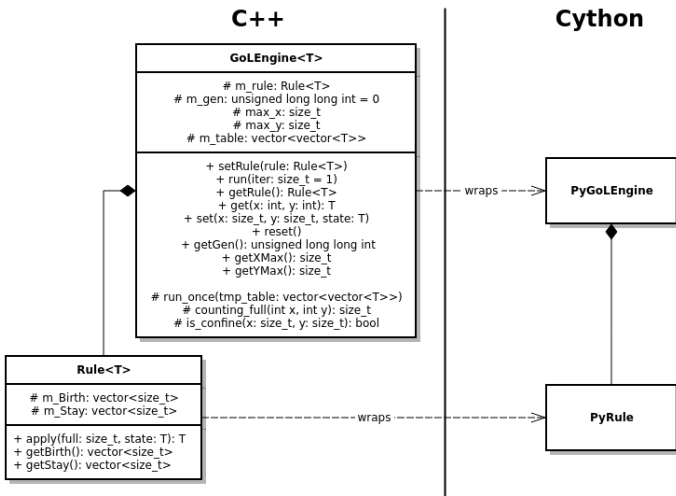 C++
Cython
GoLEngine<T>
# m_rule: Rule<T>
# m_gen: unsigned long long int = 0
# max_x: size_t
# max_y: size_t
# m_table: vector<vector<T>>
+ setRule(rule: Rule<T>)
+ run(iter: size_t = 1)
+ getRule(): Rule<T>
+ get(x: int, y: int): T
+ set(x: size_t, y: size_t, state: T)
+ reset()
+ getGen(): unsigned long long int
+ getXMax(): size_t
+ getYMax(): size_t
# run_once(tmp_table: vector<vector<T>>)
# counting_full(int x, int y): size_t
# is_confine(x: size_t, y: size_t): bool
wraps
PyGoLEngine
Rule<T>
# m_Birth: vector<size_t>
# m_Stay: vector<size_t>
+ apply(full: size_t, state: T): T
+ getBirth(): vector<size_t>
+ getStay(): vector<size_t>
wraps
PyRule